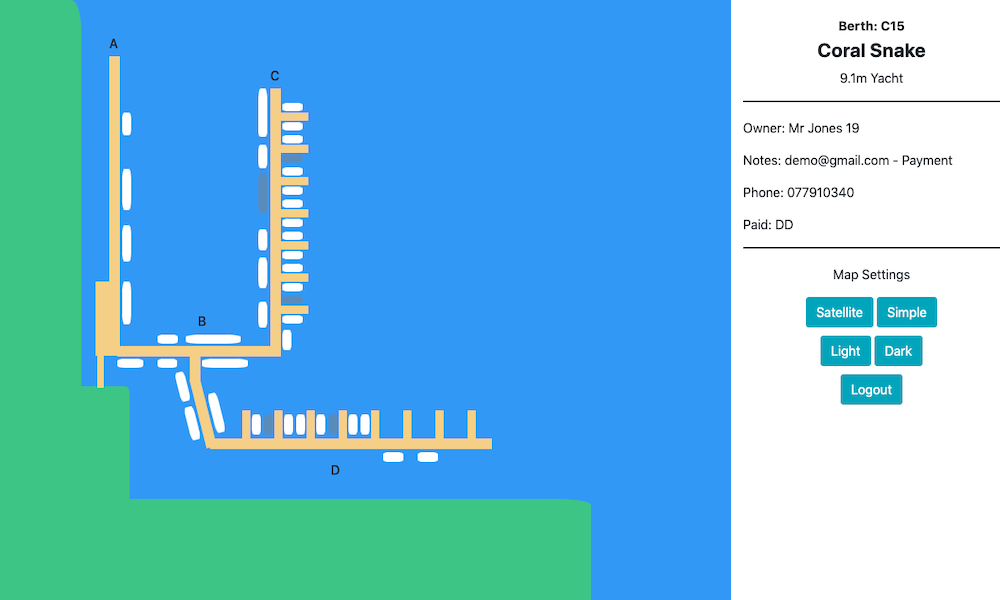 A
C
B
D
Berth: C15
Coral Snake
9.1m Yacht
Owner: Mr Jones 19
Notes: demo@gmail.com - Payment
Phone: 077910340
Paid: DD
Map Settings
Satellite Simple
Light Dark
Logout